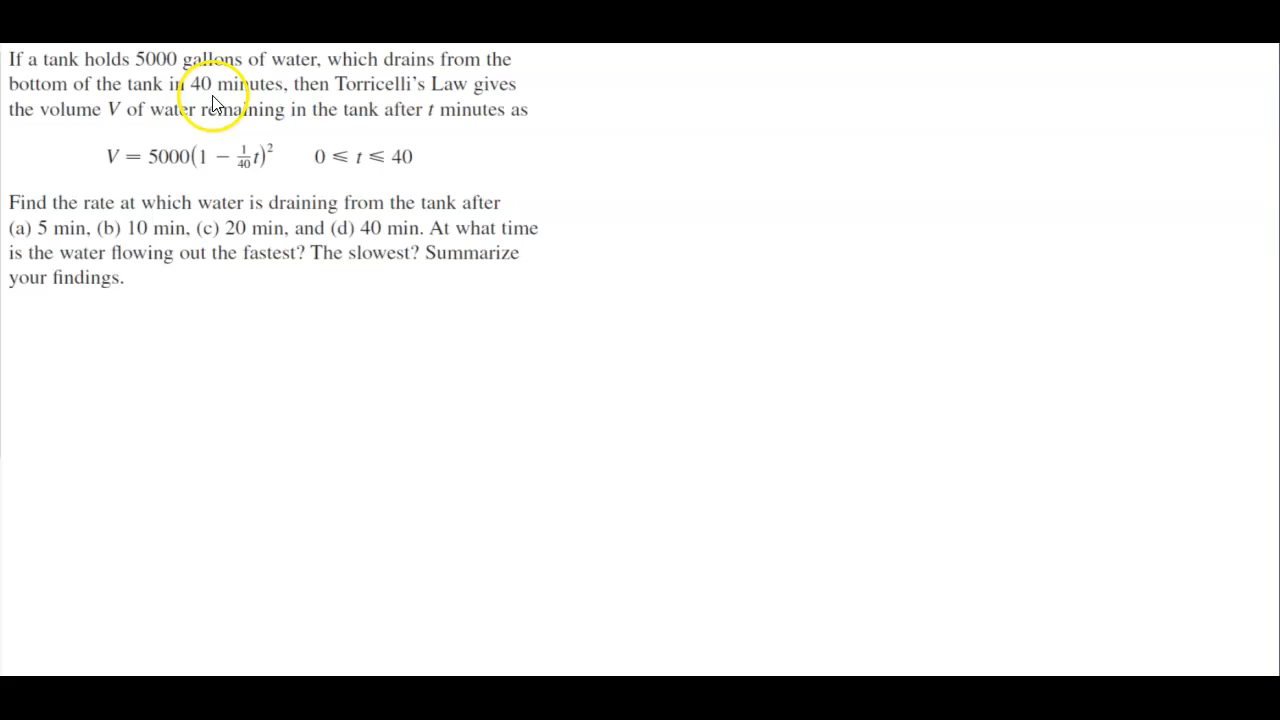 If a tank holds 5000 gallons of water, which drains from the
bottom of the tank in 40 minutes, then Torricelli's Law gives
the volume V of water remaining in the tank after t minutes as
V = 5000(1 − 1/40 t)² 0 ⩽ t ⩽ 40
Find the rate at which water is draining from the tank after
(a) 5 min, (b) 10 min, (c) 20 min, and (d) 40 min. At what time
is the water flowing out the fastest? The slowest? Summarize
your findings.